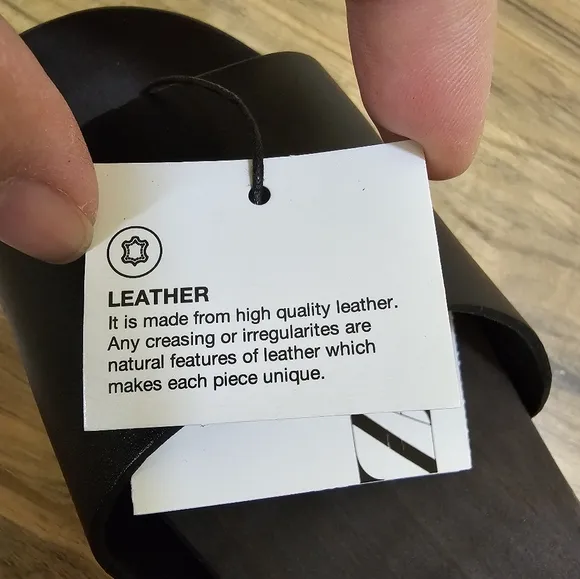 LEATHER
It is made from high quality leather.
Any creasing or irregularites are
natural features of leather which
makes each piece unique.